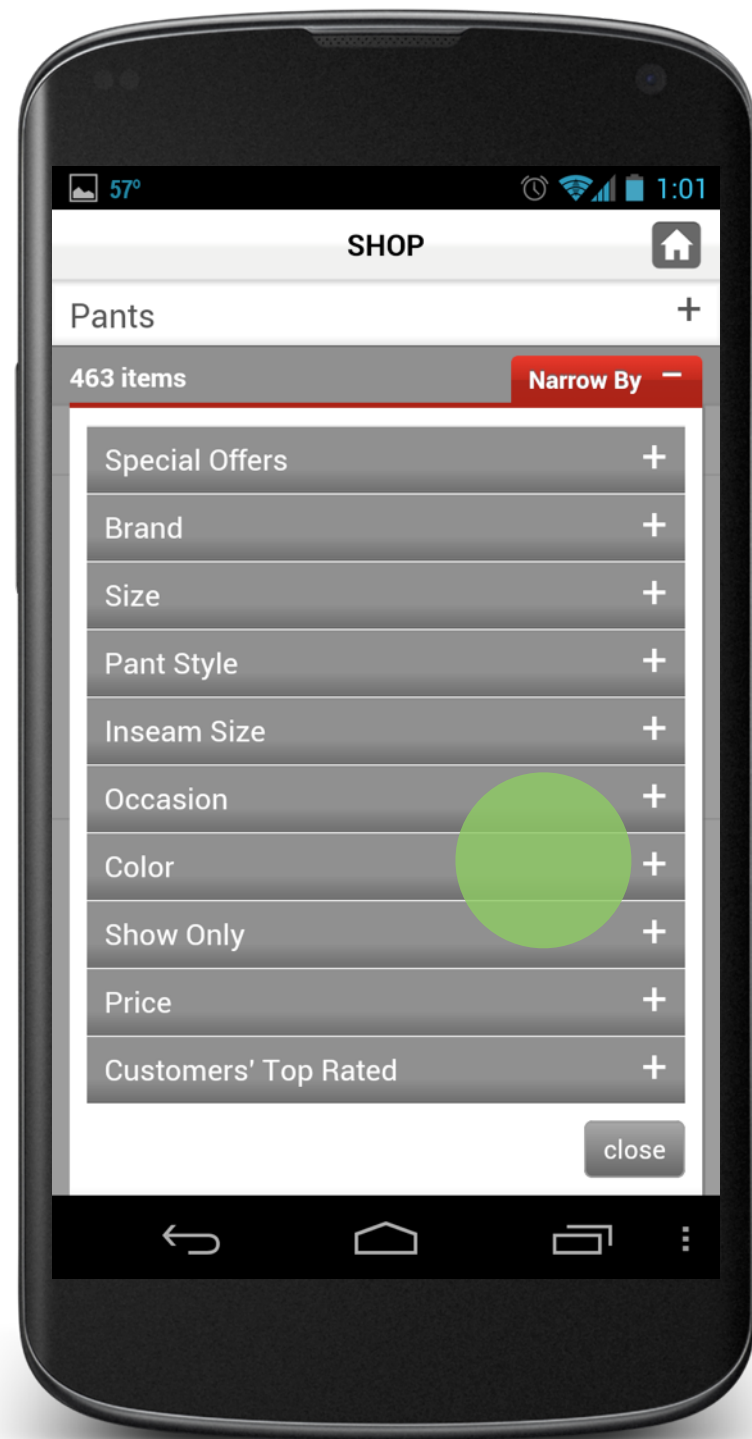 57° 1:01
SHOP
Pants +
463 items Narrow By −
Special Offers +
Brand +
Size +
Pant Style +
Inseam Size +
Occasion +
Color +
Show Only +
Price +
Customers' Top Rated +
close